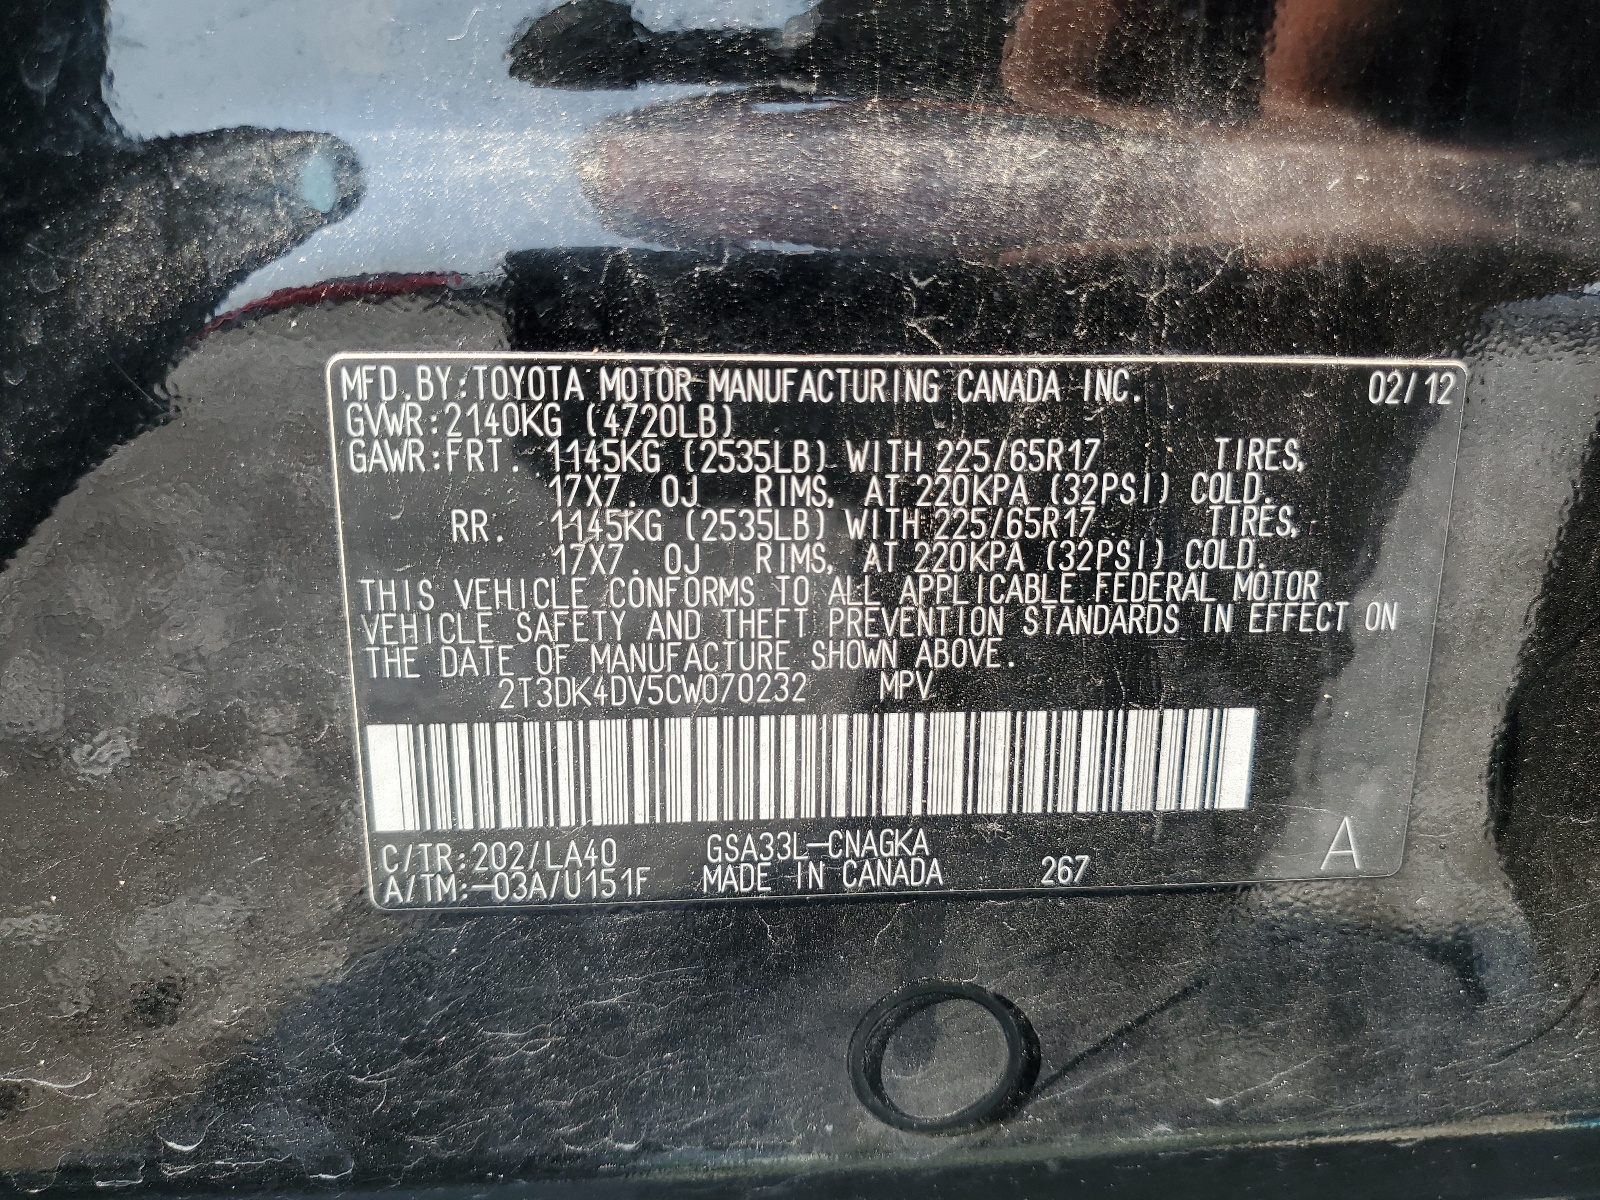 MFD.BY:TOYOTA MOTOR MANUFACTURING CANADA INC. 02/12
GVWR:2140KG (4720LB)
GAWR:FRT. 1145KG (2535LB) WITH 225/65R17 TIRES,
17X7.0J RIMS, AT 220KPA (32PSI) COLD.
RR. 1145KG (2535LB) WITH 225/65R17 TIRES,
17X7.0J RIMS, AT 220KPA (32PSI) COLD.
THIS VEHICLE CONFORMS TO ALL APPLICABLE FEDERAL MOTOR
VEHICLE SAFETY AND THEFT PREVENTION STANDARDS IN EFFECT ON
THE DATE OF MANUFACTURE SHOWN ABOVE.
2T3DK4DV5CW070232 MPV
C/TR:202/LA40 GSA33L-CNAGKA
A/TM:-03A/U151F MADE IN CANADA 267 A